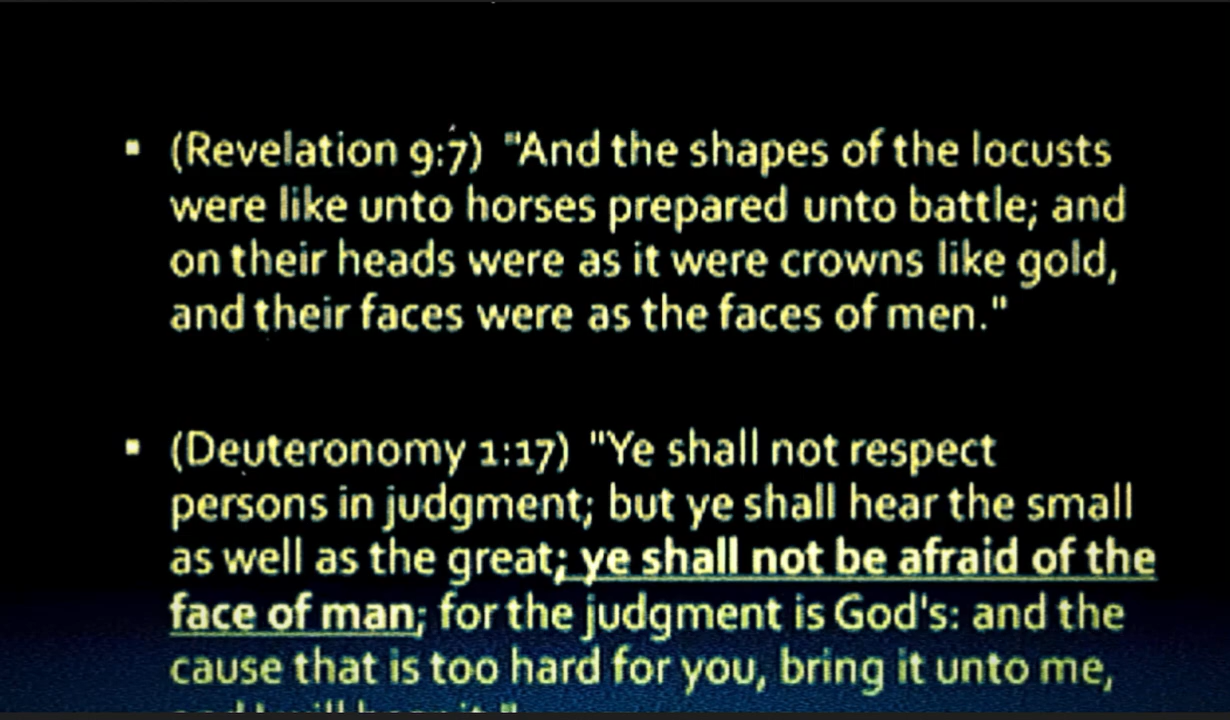 ▪ (Revelation 9:7) "And the shapes of the locusts
were like unto horses prepared unto battle; and
on their heads were as it were crowns like gold,
and their faces were as the faces of men."
▪ (Deuteronomy 1:17) "Ye shall not respect
persons in judgment; but ye shall hear the small
as well as the great; ye shall not be afraid of the
face of man; for the judgment is God's: and the
cause that is too hard for you, bring it unto me,
and I will hear it."